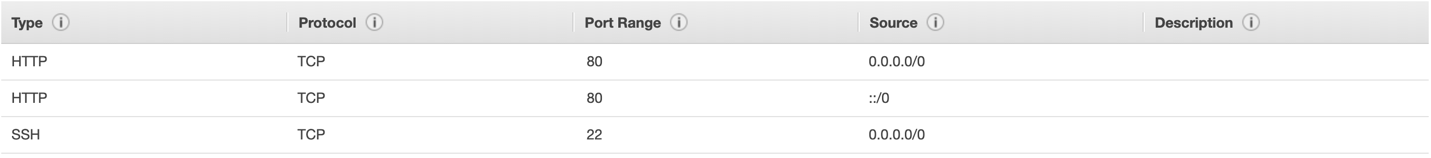 Type Protocol Port Range Source Description
HTTP TCP 80 0.0.0.0/0
HTTP TCP 80 ::/0
SSH TCP 22 0.0.0.0/0